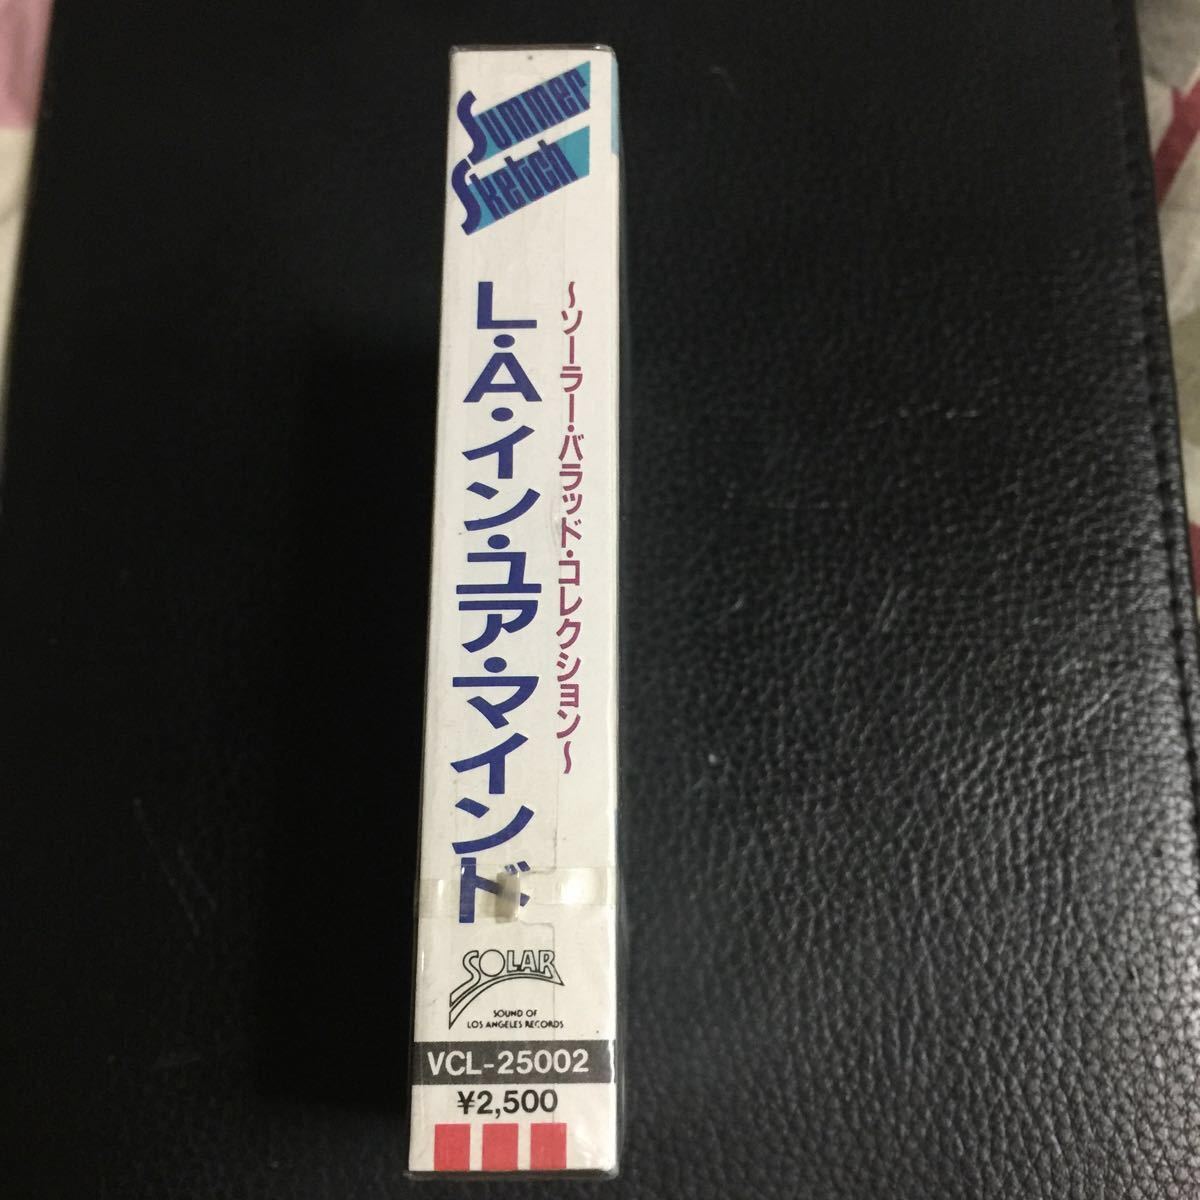 Summer
Sketch
L・A・イン・ユア・マインド
〜ソーラー・バラッド・コレクション〜
SOLAR
SOUND OF
LOS ANGELES RECORDS
VCL-25002
¥2,500